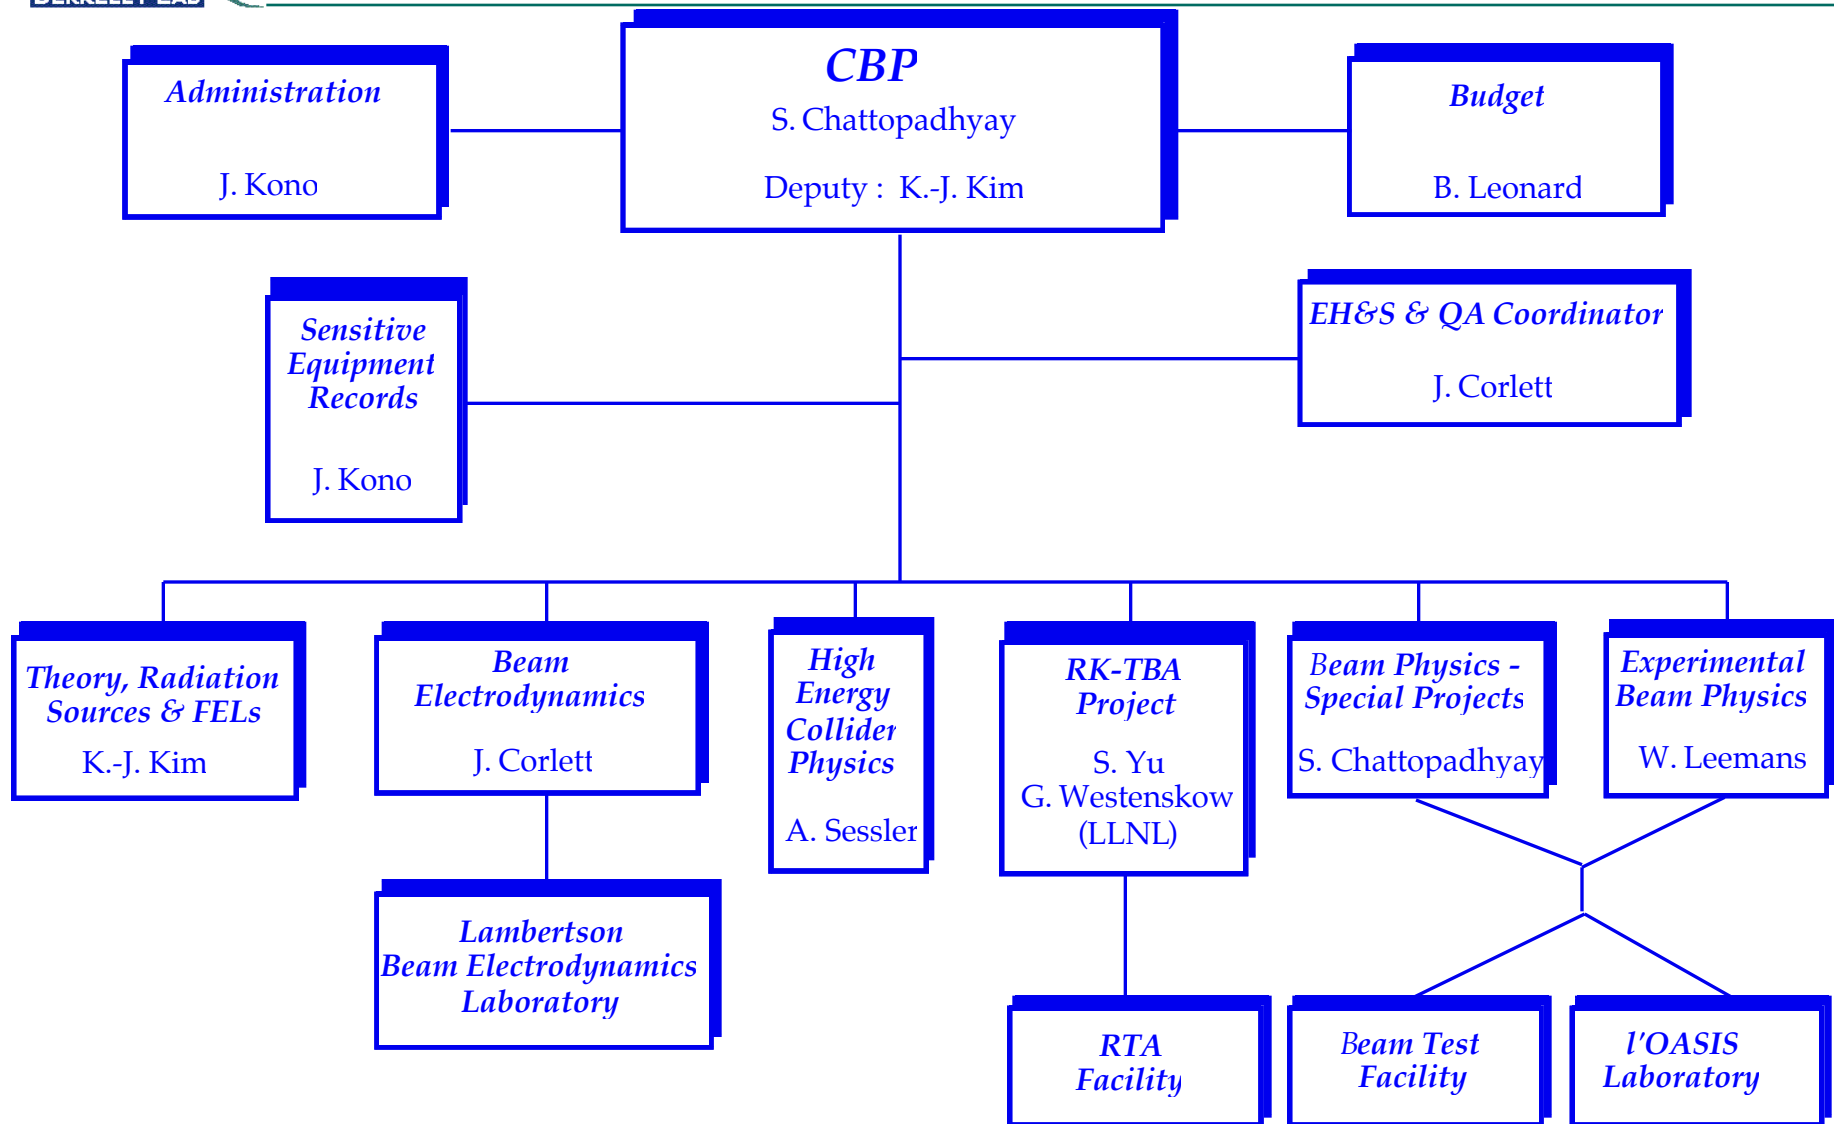 BERKELEY LAB
CBP
S. Chattopadhyay
Deputy : K.-J. Kim
Administration
J. Kono
Budget
B. Leonard
Sensitive
Equipment
Records
J. Kono
EH&S & QA Coordinator
J. Corlett
Theory, Radiation
Sources & FELs
K.-J. Kim
Beam
Electrodynamics
J. Corlett
High
Energy
Collider
Physics
A. Sessler
RK-TBA
Project
S. Yu
G. Westenskow
(LLNL)
Beam Physics -
Special Projects
S. Chattopadhyay
Experimental
Beam Physics
W. Leemans
Lambertson
Beam Electrodynamics
Laboratory
RTA
Facility
Beam Test
Facility
l'OASIS
Laboratory